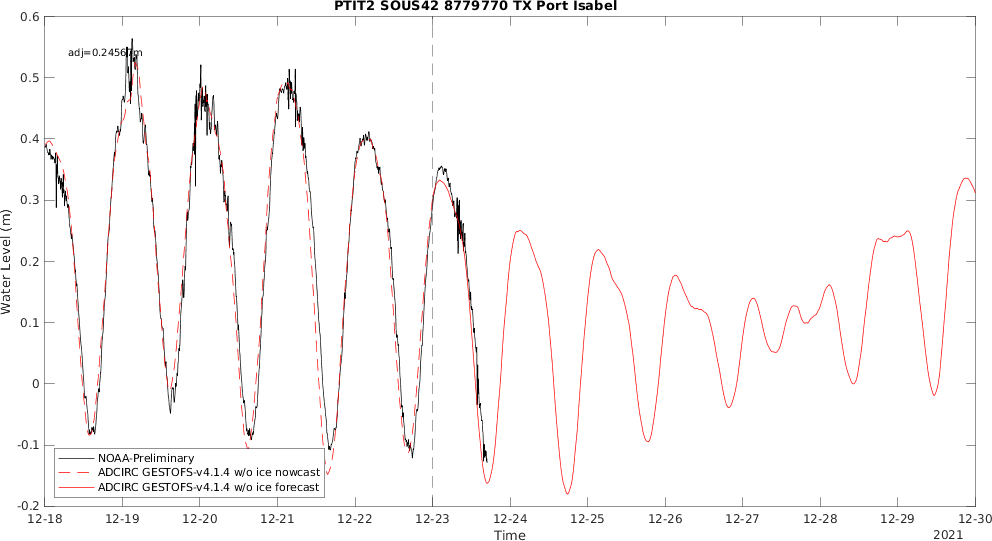 PTIT2 SOUS42 8779770 TX Port Isabel
0.6
adj=0.2456
0.5
0.4
0.3
0.2
0.1
0
-0.1
-0.2
Water Level (m)
NOAA-Preliminary
ADCIRC GESTOFS-v4.1.4 w/o ice nowcast
ADCIRC GESTOFS-v4.1.4 w/o ice forecast
12-18 12-19 12-20 12-21 12-22 12-23 12-24 12-25 12-26 12-27 12-28 12-29 12-30
Time
2021